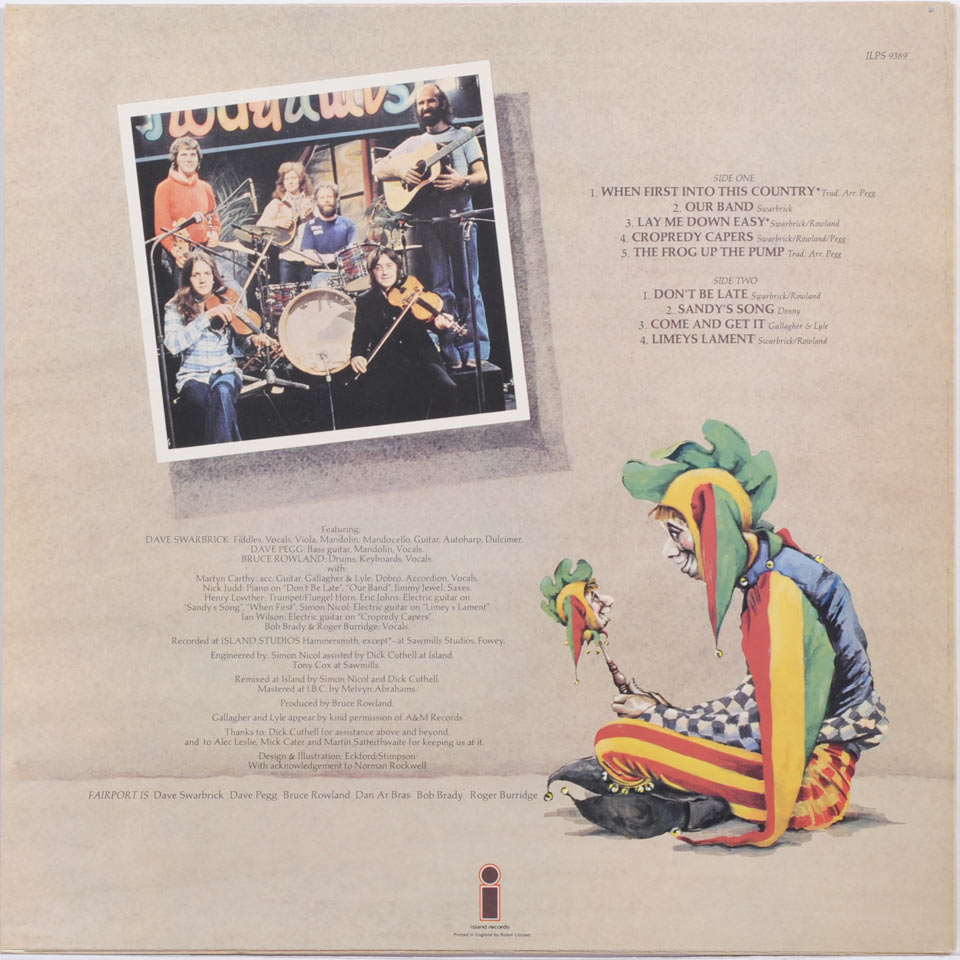 ILPS 9389
SIDE ONE
1. WHEN FIRST INTO THIS COUNTRY* Trad. Arr. Pegg
2. OUR BAND Swarbrick
3. LAY ME DOWN EASY* Swarbrick/Rowland
4. CROPREDY CAPERS Swarbrick/Rowland/Pegg
5. THE FROG UP THE PUMP Trad. Arr. Pegg
SIDE TWO
1. DON'T BE LATE Swarbrick/Rowland
2. SANDY'S SONG Denny
3. COME AND GET IT Gallagher & Lyle
4. LIMEYS LAMENT Swarbrick/Rowland
Featuring;
DAVE SWARBRICK: Fiddles, Vocals, Viola, Mandolin, Mandocello, Guitar, Autoharp, Dulcimer.
DAVE PEGG: Bass guitar, Mandolin, Vocals.
BRUCE ROWLAND: Drums, Keyboards, Vocals.
with:
Martyn Carthy: acc. Guitar. Gallagher & Lyle; Dobro, Accordion, Vocals.
Nick Judd: Piano on "Don't Be Late", "Our Band": Jimmy Jewel: Saxes.
Henry Lowther: Trumpet/Fluegel Horn. Eric Johns: Electric guitar on
"Sandy's Song", "When First". Simon Nicol: Electric guitar on "Limey's Lament".
Ian Wilson: Electric guitar on "Cropredy Capers".
Bob Brady & Roger Burridge: Vocals.
Recorded at ISLAND STUDIOS Hammersmith, except*–at Sawmills Studios, Fowey.
Engineered by: Simon Nicol assisted by Dick Cuthell at Island.
Tony Cox at Sawmills.
Remixed at Island by Simon Nicol and Dick Cuthell.
Mastered at I.B.C. by Melvyn Abrahams.
Produced by Bruce Rowland.
Gallagher and Lyle appear by kind permission of A&M Records
Thanks to: Dick Cuthell for assistance above and beyond,
and to Alec Leslie, Mick Cater and Martin Satterthwaite for keeping us at it.
Design & Illustration: Eckford/Stimpson
With acknowledgement to Norman Rockwell
FAIRPORT IS Dave Swarbrick Dave Pegg Bruce Rowland Dan Ar Bras Bob Brady Roger Burridge
island records
Printed in England by Robor Limited